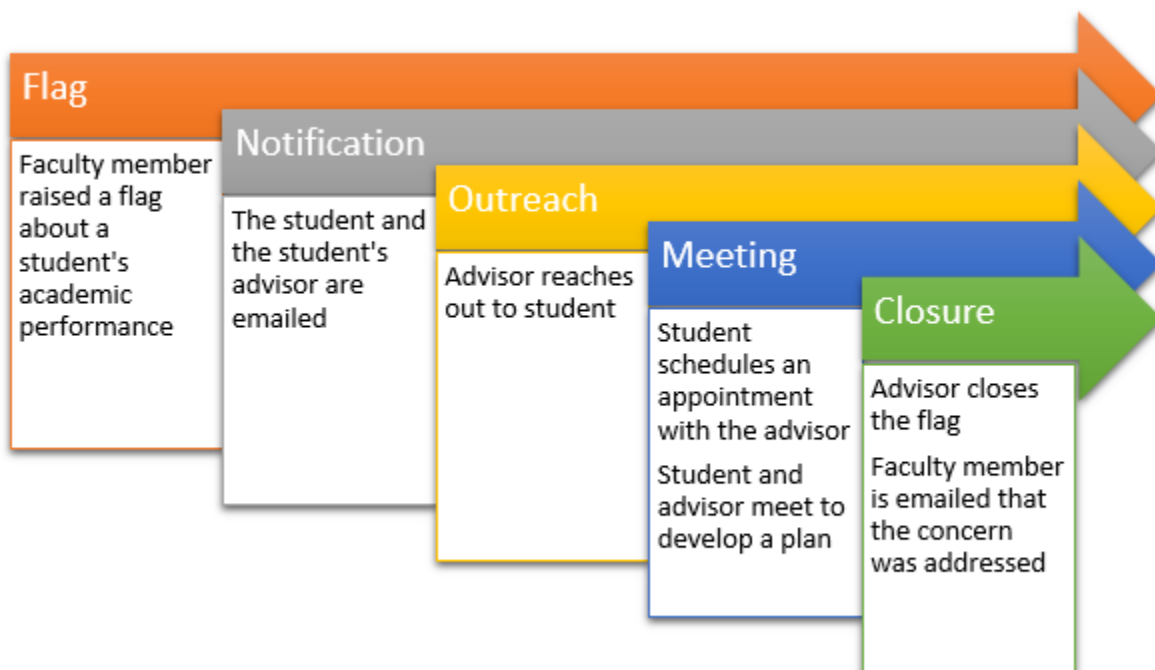 Flag
Faculty member
raised a flag
about a
student's
academic
performance
Notification
The student and
the student's
advisor are
emailed
Outreach
Advisor reaches
out to student
Meeting
Student
schedules an
appointment
with the advisor
Student and
advisor meet to
develop a plan
Closure
Advisor closes
the flag
Faculty member
is emailed that
the concern
was addressed